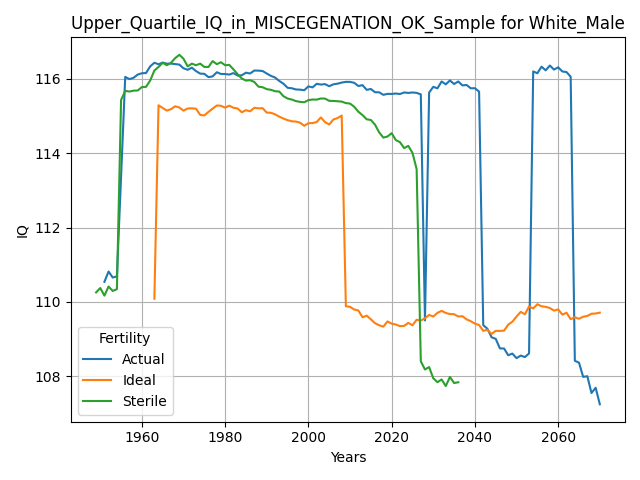 Upper_Quartile_IQ_in_MISCEGENATION_OK_Sample for White_Male
IQ
116
114
112
110
108
Fertility
Actual
Ideal
Sterile
1960
1980
2000
2020
2040
2060
Years